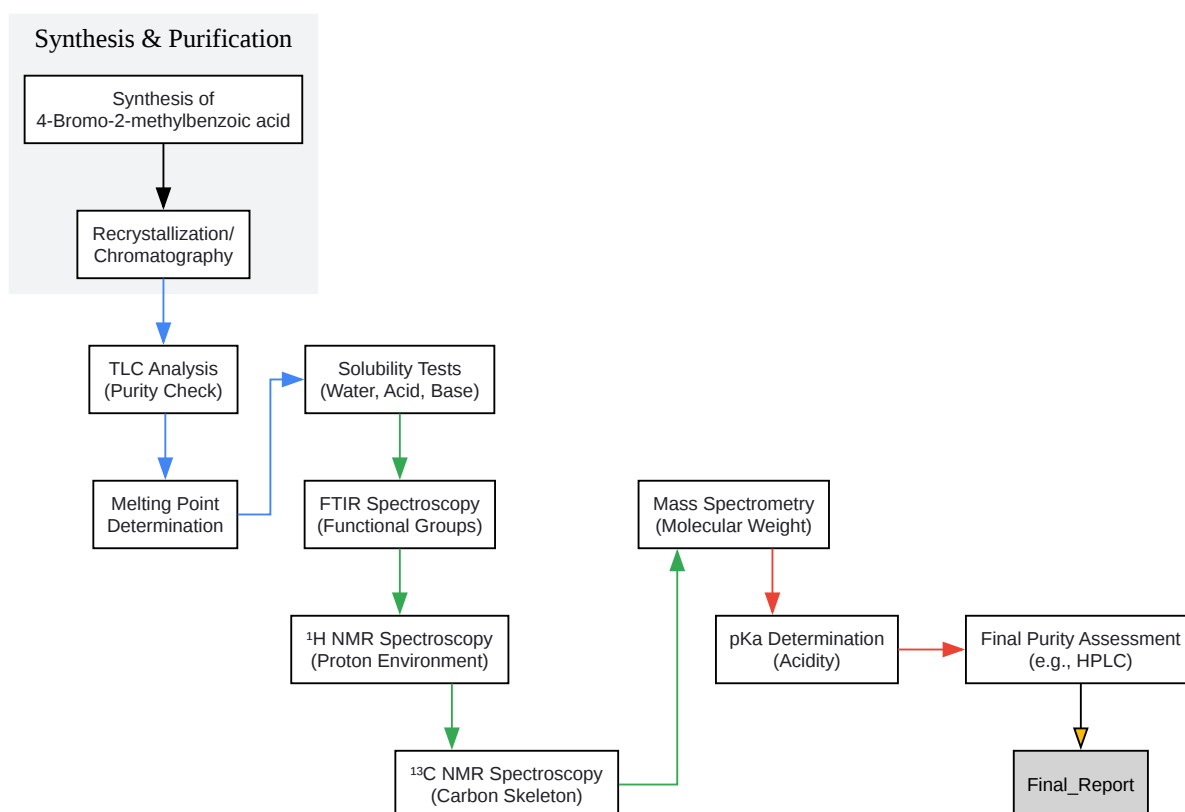 Synthesis & Purification
Synthesis of
4-Bromo-2-methylbenzoic acid
Recrystallization/
Chromatography
TLC Analysis
(Purity Check)
Solubility Tests
(Water, Acid, Base)
Melting Point
Determination
FTIR Spectroscopy
(Functional Groups)
Mass Spectrometry
(Molecular Weight)
¹H NMR Spectroscopy
(Proton Environment)
pKa Determination
(Acidity)
Final Purity Assessment
(e.g., HPLC)
¹³C NMR Spectroscopy
(Carbon Skeleton)
Final_Report